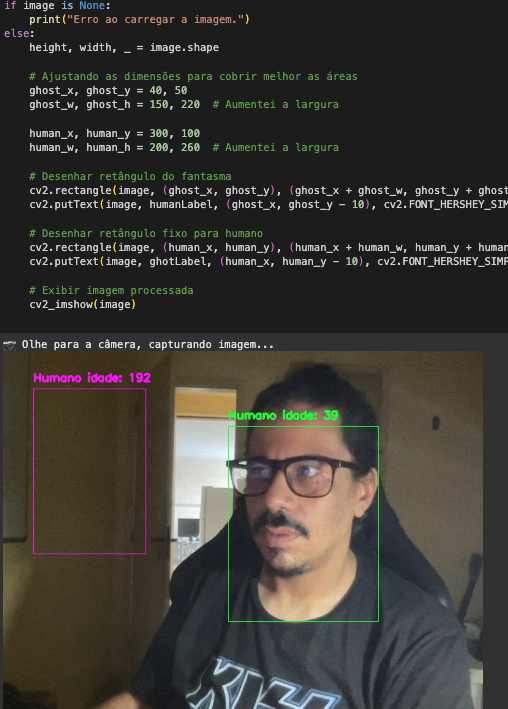 if image is None:
print("Erro ao carregar a imagem.")
else:
height, width, _ = image.shape
# Ajustando as dimensões para cobrir melhor as áreas
ghost_x, ghost_y = 40, 50
ghost_w, ghost_h = 150, 220  # Aumentei a largura
human_x, human_y = 300, 100
human_w, human_h = 200, 260  # Aumentei a largura
# Desenhar retângulo do fantasma
cv2.rectangle(image, (ghost_x, ghost_y), (ghost_x + ghost_w, ghost_y + ghost
cv2.putText(image, humanLabel, (ghost_x, ghost_y - 10), cv2.FONT_HERSHEY_SIM
# Desenhar retângulo fixo para humano
cv2.rectangle(image, (human_x, human_y), (human_x + human_w, human_y + human
cv2.putText(image, ghotLabel, (human_x, human_y - 10), cv2.FONT_HERSHEY_SIMP
# Exibir imagem processada
cv2_imshow(image)
Olhe para a câmera, capturando imagem...
Humano idade: 192
Humano idade: 39